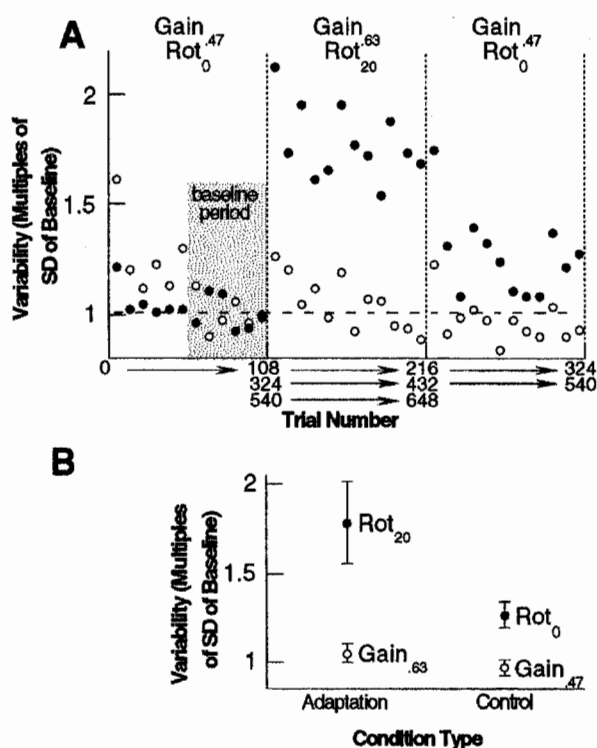 A
Gain.47 Gain.63 Gain.47
Rot0 Rot20 Rot0
Variability (Multiples of
SD of Baseline)
2
1.5
1
baseline
period
0 108 216 324
324 432 540
540 648
Trial Number
B
Variability (Multiples
of SD of Baseline)
2
1.5
1
Rot20
Gain.63
Rot0
Gain.47
Adaptation Control
Condition Type